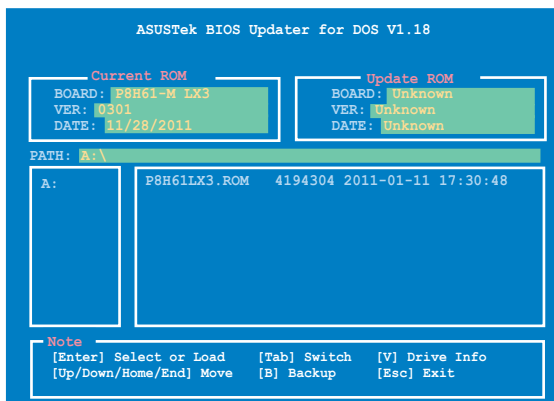 ASUSTek BIOS Updater for DOS V1.18
Current ROM
BOARD: P8H61-M LX3
VER: 0301
DATE: 11/28/2011
Update ROM
BOARD: Unknown
VER: Unknown
DATE: Unknown
PATH: A:\
A:
P8H61LX3.ROM 4194304 2011-01-11 17:30:48
Note
[Enter] Select or Load [Tab] Switch [V] Drive Info
[Up/Down/Home/End] Move [B] Backup [Esc] Exit